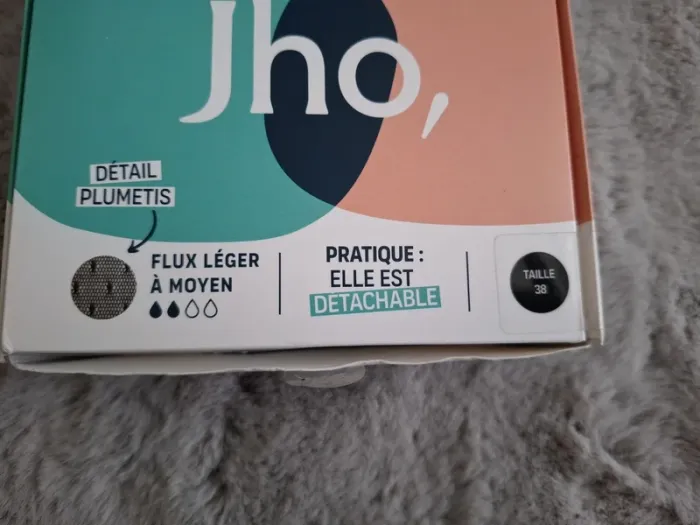 Jho,
DÉTAIL
PLUMETIS
FLUX LÉGER
À MOYEN
PRATIQUE :
ELLE EST
DÉTACHABLE
TAILLE
38